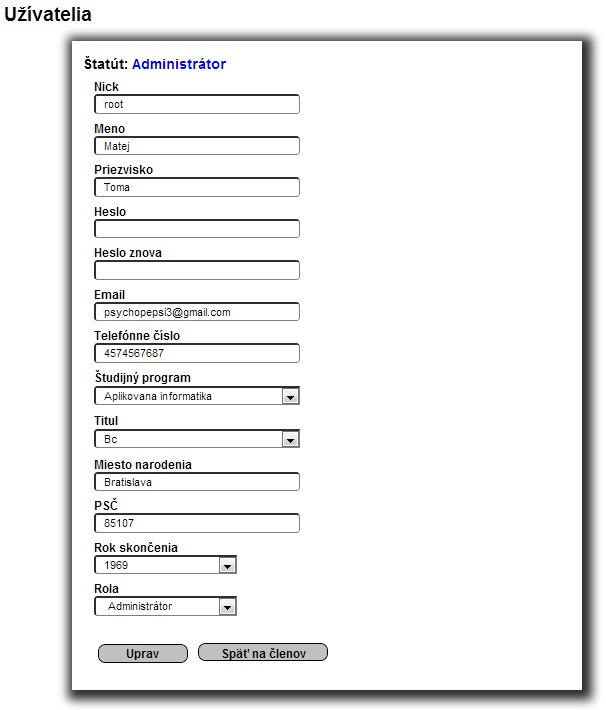 Užívatelia
Štatút: Administrátor
Nick
root
Meno
Matej
Priezvisko
Toma
Heslo
Heslo znova
Email
psychopepsi3@gmail.com
Telefónne číslo
4574567687
Študijný program
Aplikovana informatika
Titul
Bc
Miesto narodenia
Bratislava
PSČ
85107
Rok skončenia
1969
Rola
Administrátor
Uprav Späť na členov